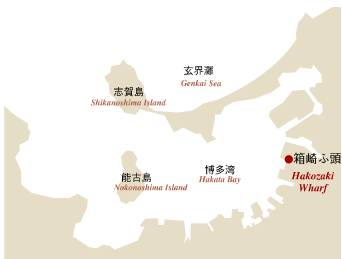 玄界灘
Genkai Sea
志賀島
Shikanoshima Island
箱崎ふ頭
Hakozaki
Wharf
博多湾
Hakata Bay
能古島
Nokonoshima Island